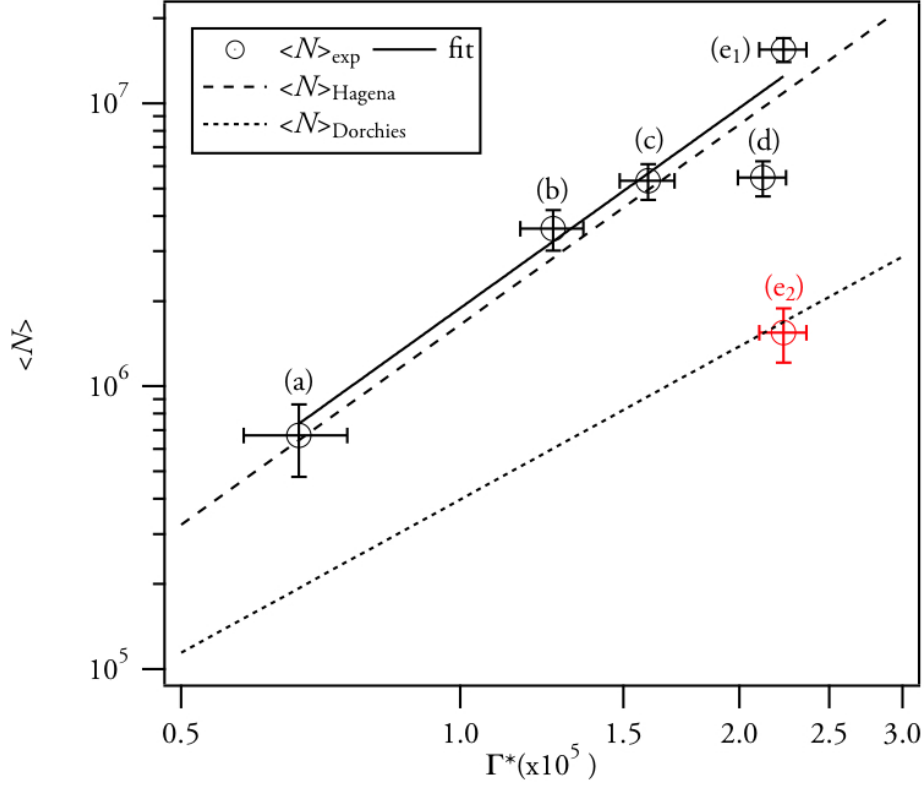 <N>exp fit
<N>Hagena
<N>Dorchies
(e1)
(d)
(c)
(b)
(e2)
(a)
10^7
10^6
10^5
<N>
0.5 1.0 1.5 2.0 2.5 3.0
Γ*(x10^5 )